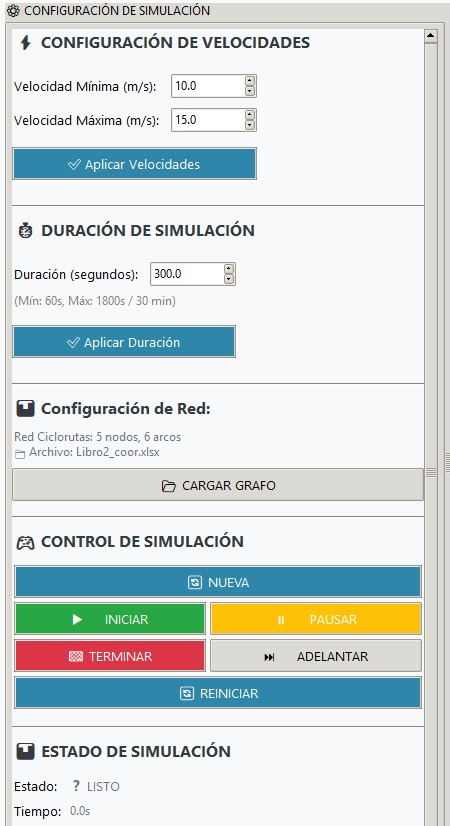 CONFIGURACIÓN DE SIMULACIÓN
CONFIGURACIÓN DE VELOCIDADES
Velocidad Mínima (m/s): 10.0
Velocidad Máxima (m/s): 15.0
Aplicar Velocidades
DURACIÓN DE SIMULACIÓN
Duración (segundos): 300.0
(Mín: 60s, Máx: 1800s / 30 min)
Aplicar Duración
Configuración de Red:
Red Ciclorutas: 5 nodos, 6 arcos
Archivo: Libro2_coor.xlsx
CARGAR GRAFO
CONTROL DE SIMULACIÓN
NUEVA
INICIAR PAUSAR
TERMINAR ADELANTAR
REINICIAR
ESTADO DE SIMULACIÓN
Estado: ? LISTO
Tiempo: 0.0s